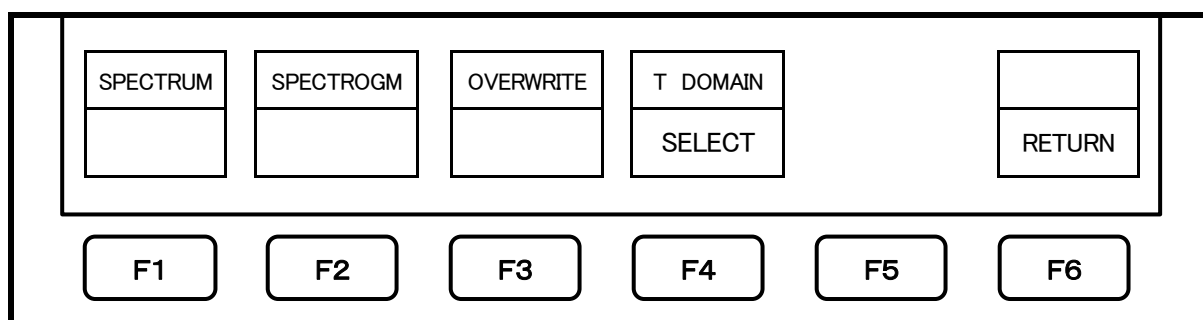 SPECTRUM SPECTROGM OVERWRITE T DOMAIN
SELECT RETURN
F1 F2 F3 F4 F5 F6